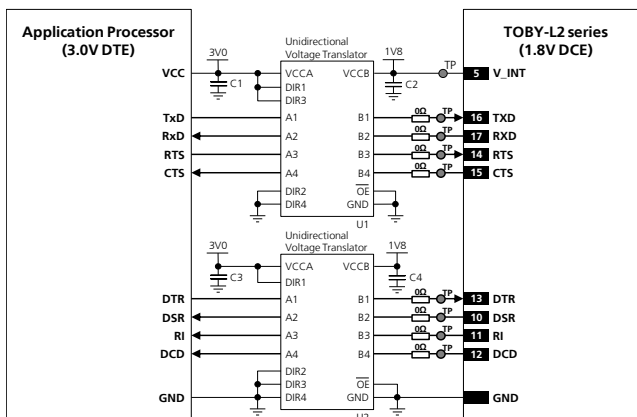 Application Processor
(3.0V DTE)
TOBY-L2 series
(1.8V DCE)
Unidirectional
Voltage Translator
3V0
1V8
TP
VCC
C1
VCCA
VCCB
C2
5
V_INT
DIR1
DIR3
TxD
A1
B1
0Ω
TP
16
TXD
RxD
A2
B2
0Ω
TP
17
RXD
RTS
A3
B3
0Ω
TP
14
RTS
CTS
A4
B4
0Ω
TP
15
CTS
DIR2
OE
DIR4
GND
U1
Unidirectional
Voltage Translator
3V0
1V8
C3
VCCA
VCCB
C4
DIR1
DTR
A1
B1
0Ω
TP
13
DTR
DSR
A2
B2
0Ω
TP
10
DSR
RI
A3
B3
0Ω
TP
11
RI
DCD
A4
B4
0Ω
TP
12
DCD
DIR2
DIR3
OE
GND
DIR4
GND
GND